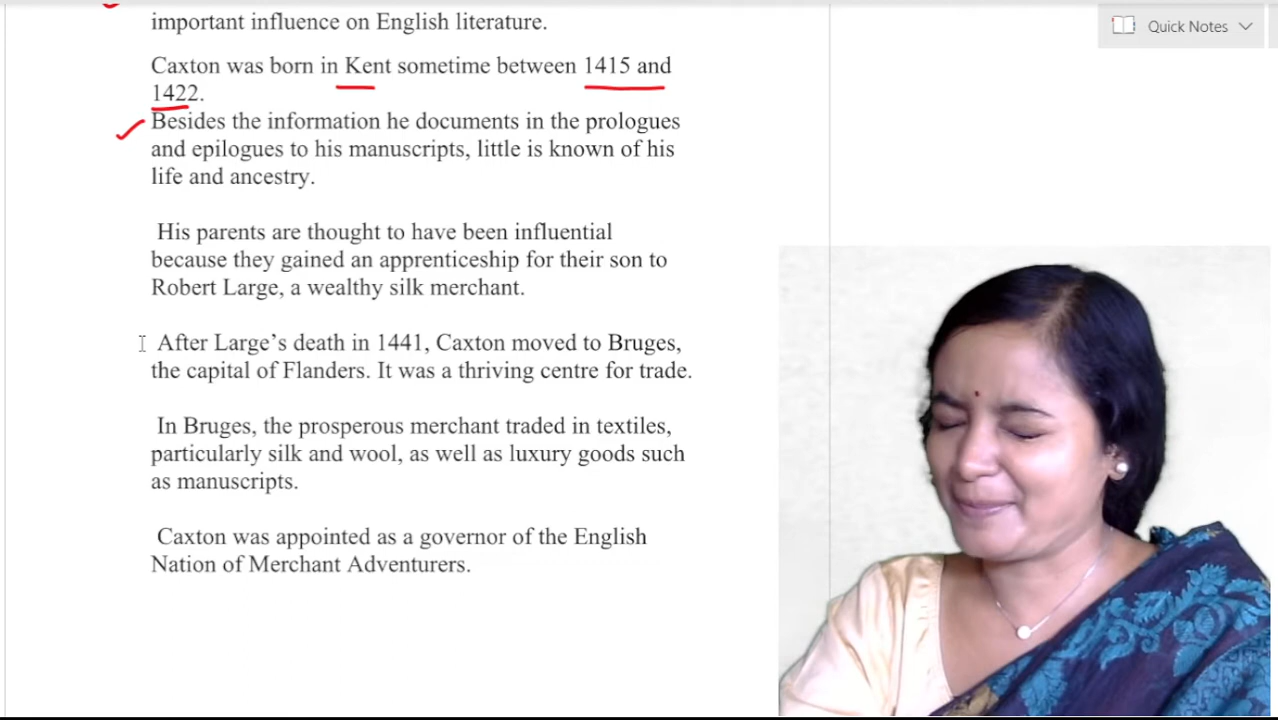 important influence on English literature.
Quick Notes
Caxton was born in Kent sometime between 1415 and
1422.
Besides the information he documents in the prologues
and epilogues to his manuscripts, little is known of his
life and ancestry.
His parents are thought to have been influential
because they gained an apprenticeship for their son to
Robert Large, a wealthy silk merchant.
After Large’s death in 1441, Caxton moved to Bruges,
the capital of Flanders. It was a thriving centre for trade.
In Bruges, the prosperous merchant traded in textiles,
particularly silk and wool, as well as luxury goods such
as manuscripts.
Caxton was appointed as a governor of the English
Nation of Merchant Adventurers.